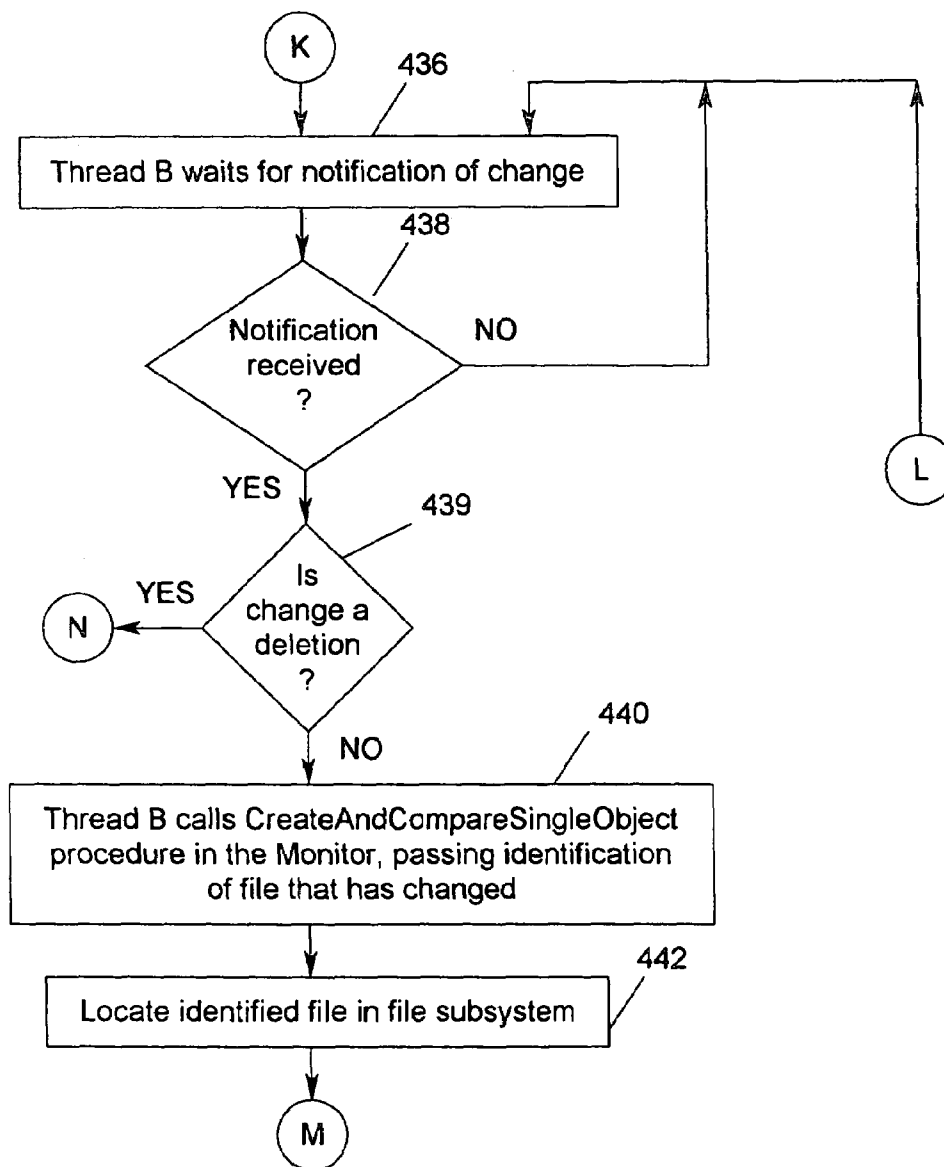 K
436
Thread B waits for notification of change
438
Notification
received
?
NO
YES
L
439
Is
change a
deletion
?
YES
N
NO
440
Thread B calls CreateAndCompareSingleObject
procedure in the Monitor, passing identification
of file that has changed
442
Locate identified file in file subsystem
M